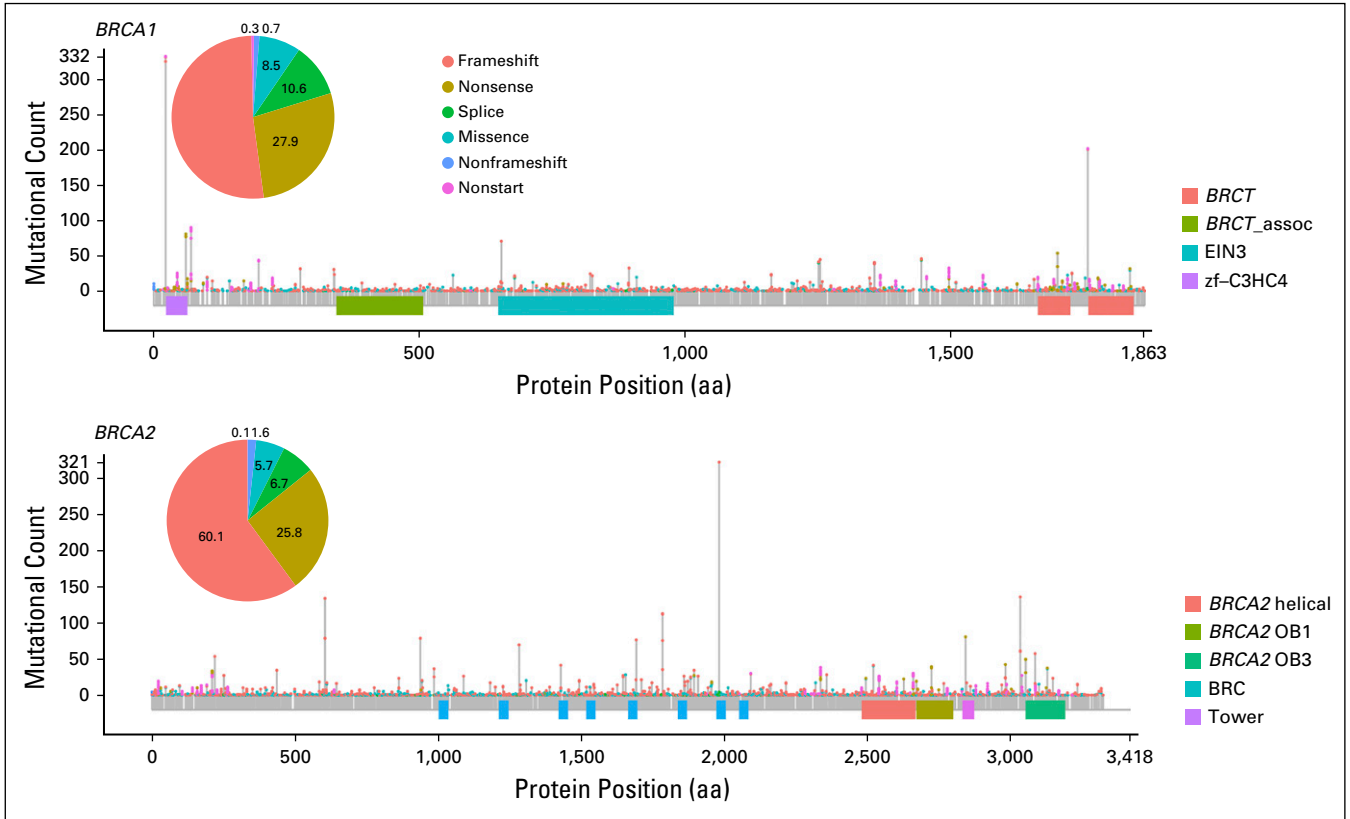 BRCA1
0.3 0.7
8.5
10.6
27.9
Frameshift
Nonsense
Splice
Missence
Nonframeshift
Nonstart
Mutational Count
332
300
250
200
150
100
50
0
BRCT
BRCT_assoc
EIN3
zf–C3HC4
0 500 1,000 1,500 1,863
Protein Position (aa)
BRCA2
0.1 1.6
5.7
6.7
25.8
60.1
Mutational Count
321
300
250
200
150
100
50
0
BRCA2 helical
BRCA2 OB1
BRCA2 OB3
BRC
Tower
0 500 1,000 1,500 2,000 2,500 3,000 3,418
Protein Position (aa)